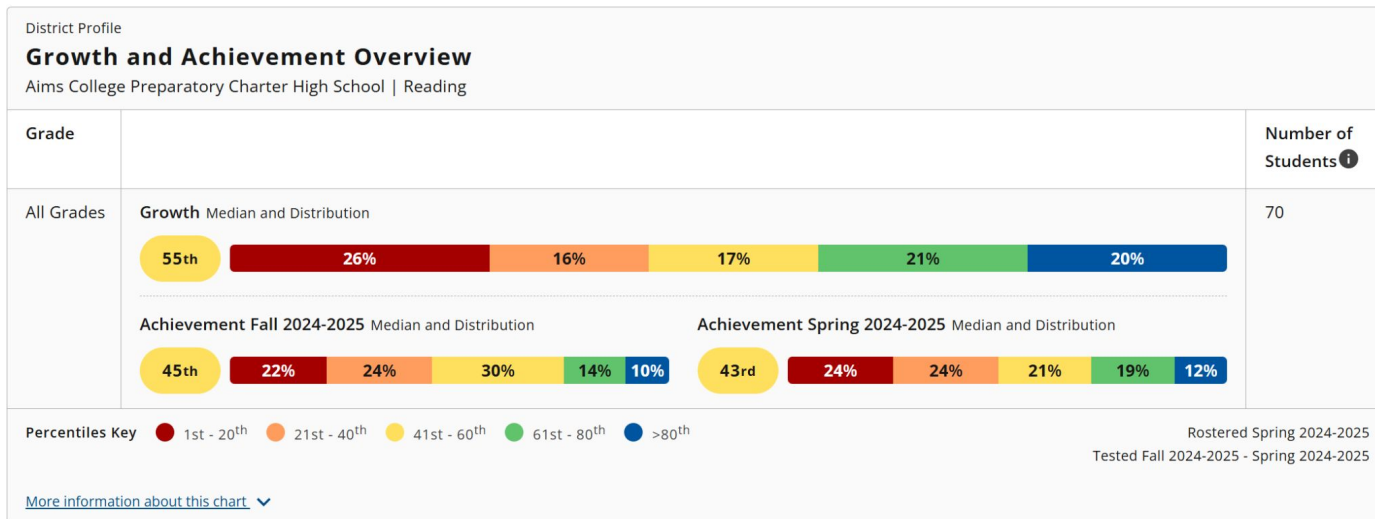 District Profile
Growth and Achievement Overview
Aims College Preparatory Charter High School | Reading
Grade
Number of
Students i
All Grades
Growth Median and Distribution
70
55th 26% 16% 17% 21% 20%
Achievement Fall 2024-2025 Median and Distribution
45th 22% 24% 30% 14% 10%
Achievement Spring 2024-2025 Median and Distribution
43rd 24% 24% 21% 19% 12%
Percentiles Key 1st - 20th 21st - 40th 41st - 60th 61st - 80th >80th
Rostered Spring 2024-2025
Tested Fall 2024-2025 - Spring 2024-2025
More information about this chart